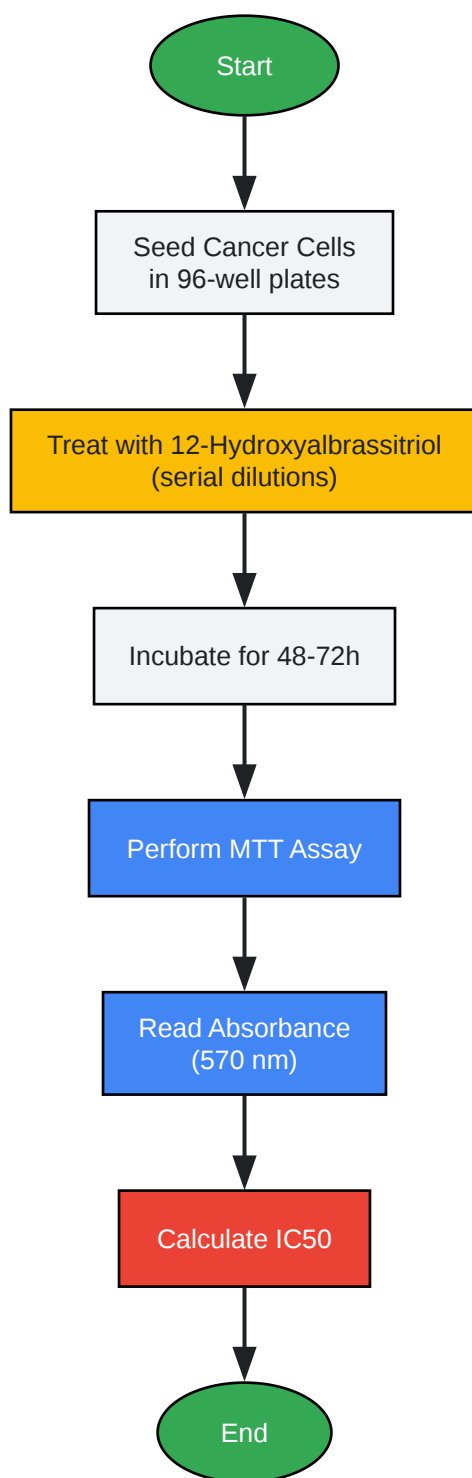 Start
Seed Cancer Cells
in 96-well plates
Treat with 12-Hydroxyalbrassitriol
(serial dilutions)
Incubate for 48-72h
Perform MTT Assay
Read Absorbance
(570 nm)
Calculate IC50
End